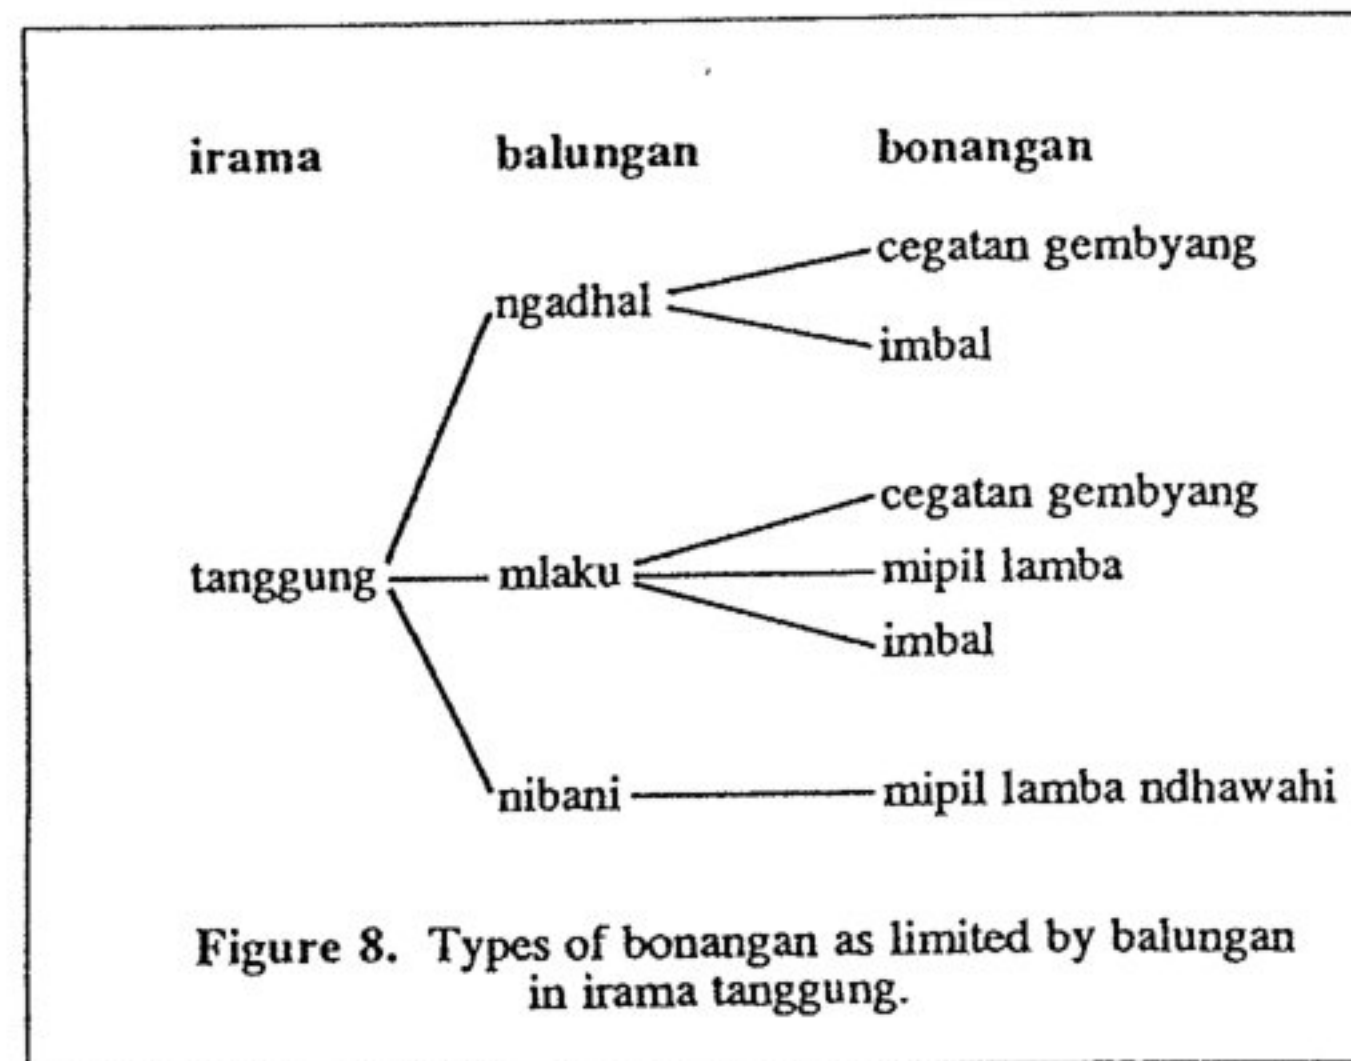 irama balungan bonangan
cegatan gembyang
ngadhal
imbal
cegatan gembyang
tanggung mlaku mipil lamba
imbal
nibani mipil lamba ndhawahi
Figure 8. Types of bonangan as limited by balungan
in irama tanggung.